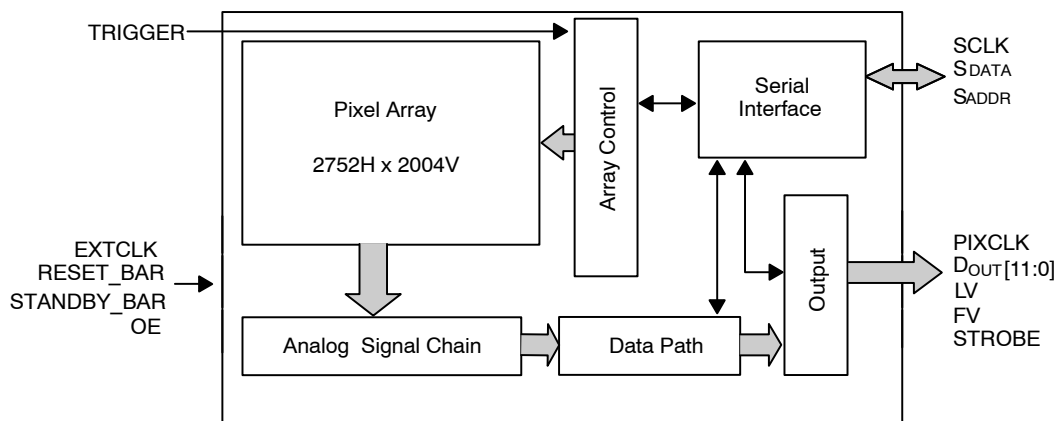 TRIGGER
Pixel Array
2752H x 2004V
Array Control
Serial
Interface
SCLK
SDATA
SADDR
EXTCLK
RESET_BAR
STANDBY_BAR
OE
Analog Signal Chain
Data Path
Output
PIXCLK
DOUT[11:0]
LV
FV
STROBE